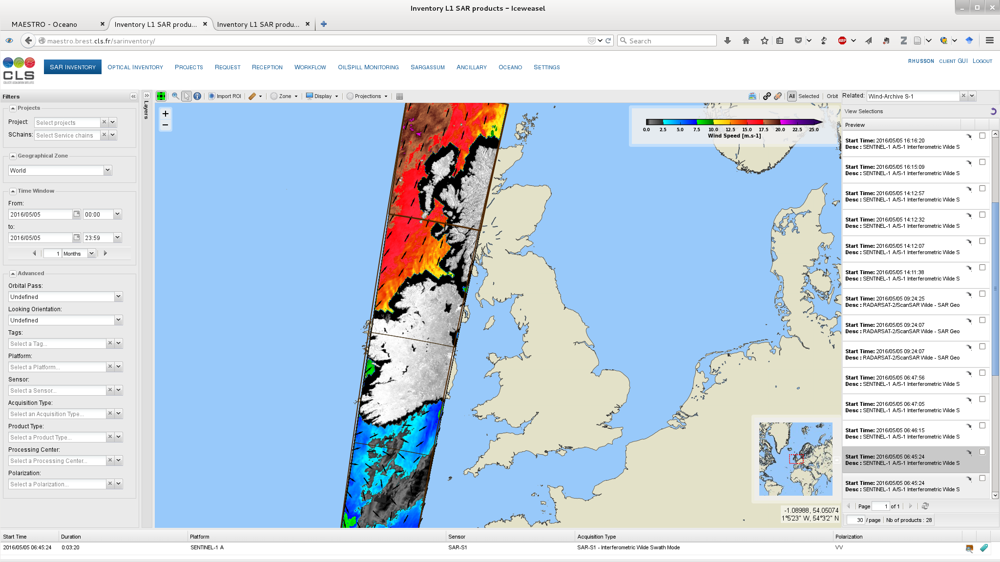 Inventory L1 SAR products - Iceweasel
MAESTRO - Oceano
Inventory L1 SAR produ...
Inventory L1 SAR produ...
maestro.brest.cls.fr/sarinventory/
Search
ABP
CLS
COLLECTE LOCALISATION SATELLITES
SAR INVENTORY
OPTICAL INVENTORY
PROJECTS
REQUEST
RECEPTION
WORKFLOW
OILSPILL MONITORING
SARGASSUM
ANCILLARY
OCEANO
SETTINGS
RHUSSON
CLIENT GUI
LOGOUT
Filters
Projects
Project:
Select projects
SChains:
Select Service chains
Geographical Zone
World
Time Window
From:
2016/05/05
00:00
to:
2016/05/05
23:59
1 Months
Advanced
Orbital Pass:
Undefined
Looking Orientation:
Undefined
Tags:
Select a Tag...
Platform:
Select a Platform...
Sensor:
Select a Sensor...
Acquisition Type:
Select an Acquisition Type...
Product Type:
Select a Product Type...
Processing Center:
Select a Processing Center...
Polarization:
Select a Polarization...
Layers
Import ROI
Zone
Display
Projections
All
Selected
Orbit
+
−
0.0 2.5 5.0 7.5 10.0 12.5 15.0 17.5 20.0 22.5 25.0
Wind Speed [m.s-1]
-1.08988, 54.05074
1°5'23" W, 54°3'2" N
Related:
Wind-Archive S-1
View Selections
Preview
Start Time: 2016/05/05 16:16:20
Desc : SENTINEL-1 A/S-1 Interferometric Wide S
Start Time: 2016/05/05 16:15:09
Desc : SENTINEL-1 A/S-1 Interferometric Wide S
Start Time: 2016/05/05 14:12:57
Desc : SENTINEL-1 A/S-1 Interferometric Wide S
Start Time: 2016/05/05 14:12:32
Desc : SENTINEL-1 A/S-1 Interferometric Wide S
Start Time: 2016/05/05 14:12:07
Desc : SENTINEL-1 A/S-1 Interferometric Wide S
Start Time: 2016/05/05 14:11:38
Desc : SENTINEL-1 A/S-1 Interferometric Wide S
Start Time: 2016/05/05 09:24:25
Desc : RADARSAT-2/ScanSAR Wide - SAR Geo
Start Time: 2016/05/05 09:24:07
Desc : RADARSAT-2/ScanSAR Wide - SAR Geo
Start Time: 2016/05/05 09:24:07
Desc : RADARSAT-2/ScanSAR Wide - SAR Geo
Start Time: 2016/05/05 06:47:56
Desc : SENTINEL-1 A/S-1 Interferometric Wide S
Start Time: 2016/05/05 06:47:05
Desc : SENTINEL-1 A/S-1 Interferometric Wide S
Start Time: 2016/05/05 06:46:15
Desc : SENTINEL-1 A/S-1 Interferometric Wide S
Start Time: 2016/05/05 06:45:24
Desc : SENTINEL-1 A/S-1 Interferometric Wide S
Start Time: 2016/05/05 06:45:24
Desc : SENTINEL-1 A/S-1 Interferometric Wide S
Page 1 of 1
30 / page
Nb of products : 28
Start Time
Duration
Platform
Sensor
Acquisition Type
Polarization
2016/05/05 06:45:24
0:03:20
SENTINEL-1 A
SAR-S1
SAR-S1 - Interferometric Wide Swath Mode
VV